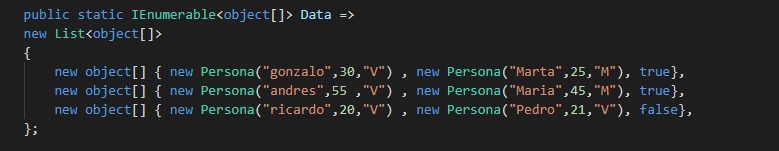 public static IEnumerable<object[]> Data =>
new List<object[]>
{
new object[] { new Persona("gonzalo",30,"V") , new Persona("Marta",25,"M"), true},
new object[] { new Persona("andres",55 ,"V") , new Persona("Maria",45,"M"), true},
new object[] { new Persona("ricardo",20,"V") , new Persona("Pedro",21,"V"), false},
};